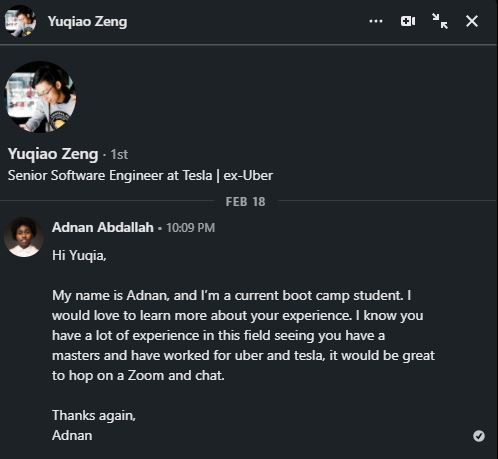 Yuqiao Zeng
Yuqiao Zeng · 1st
Senior Software Engineer at Tesla | ex-Uber
FEB 18
Adnan Abdallah • 10:09 PM
Hi Yuqia,
My name is Adnan, and I’m a current boot camp student. I
would love to learn more about your experience. I know you
have a lot of experience in this field seeing you have a
masters and have worked for uber and tesla, it would be great
to hop on a Zoom and chat.
Thanks again,
Adnan